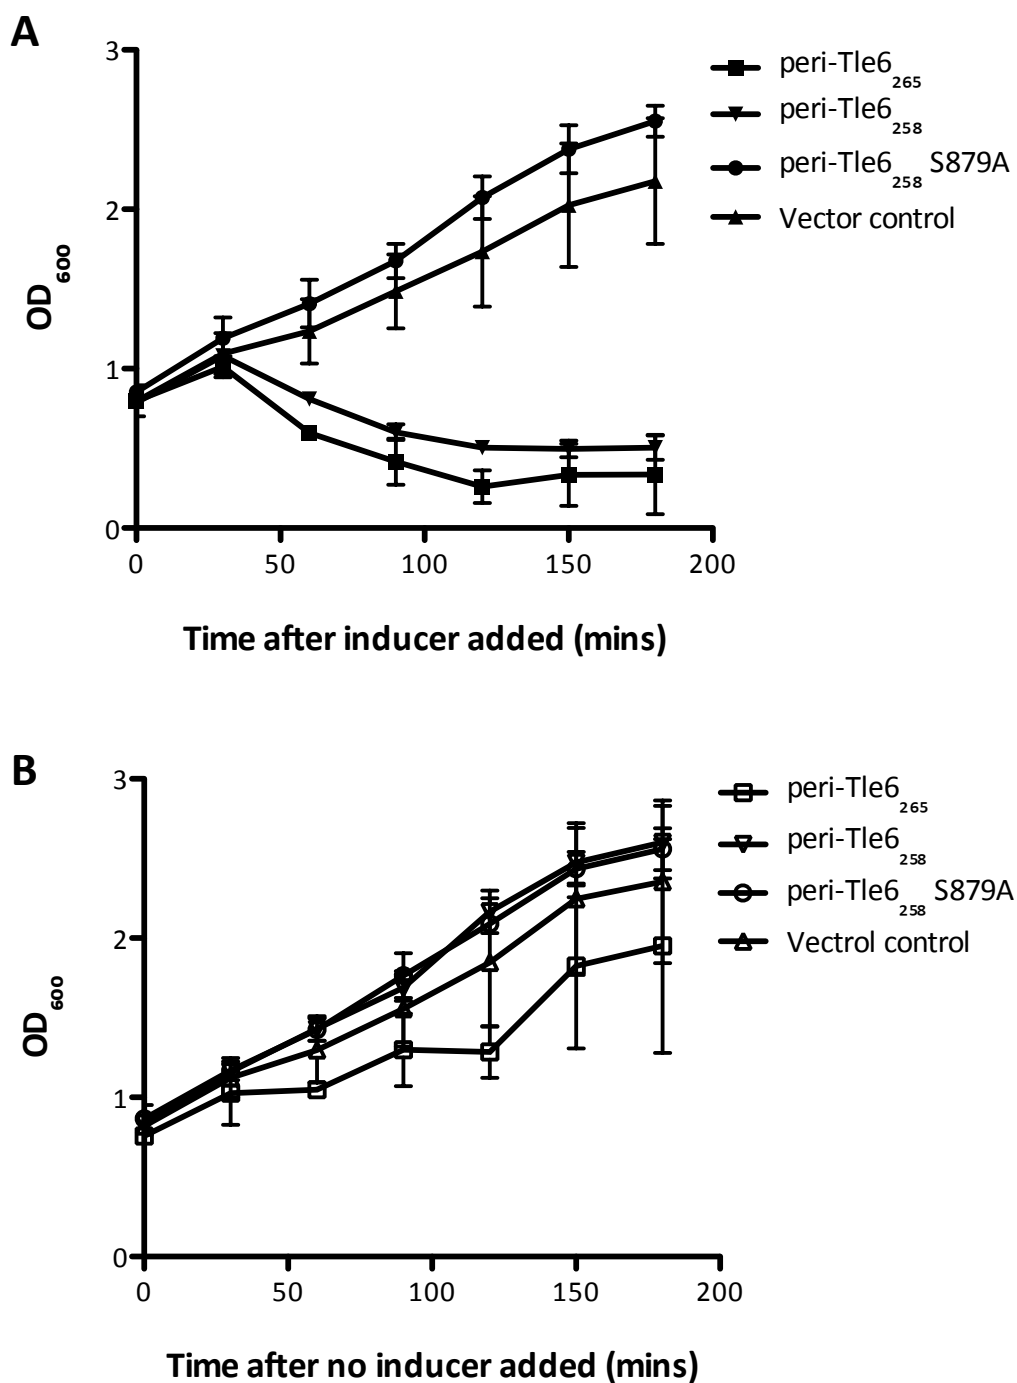 A
3
2
1
0
OD600
0 50 100 150 200
Time after inducer added (mins)
peri-Tle6265
peri-Tle6258
peri-Tle6258 S879A
Vector control
B
3
2
1
0
OD600
0 50 100 150 200
Time after no inducer added (mins)
peri-Tle6265
peri-Tle6258
peri-Tle6258 S879A
Vectrol control